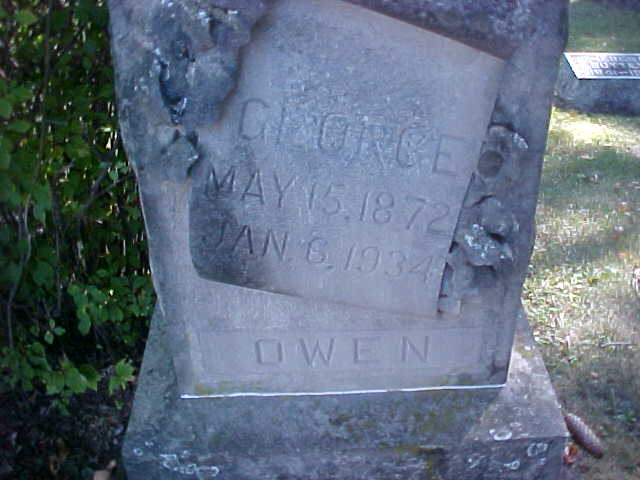 GEORGE
MAY 15, 1872
JAN. 6, 1934
OWEN